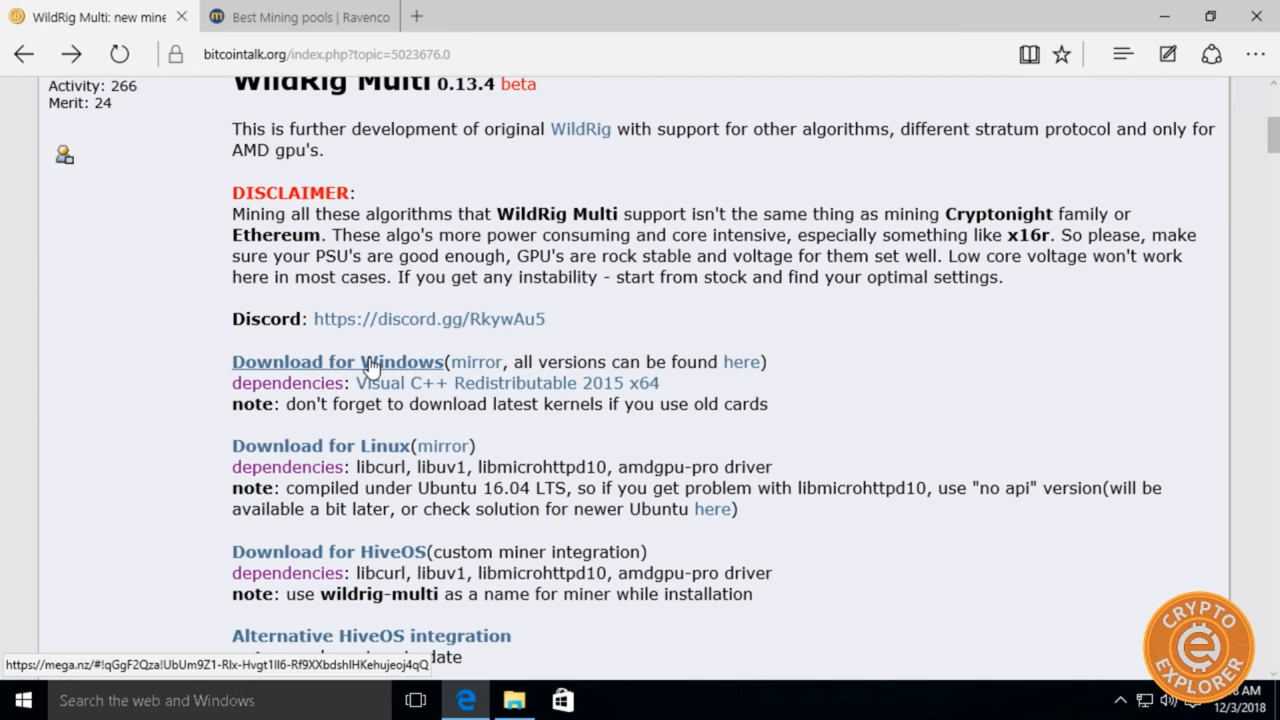 WildRig Multi: new mine
Best Mining pools | Ravenco
bitcointalk.org/index.php?topic=5023676.0
Activity: 266
Merit: 24
WildRig Multi 0.13.4 beta
This is further development of original WildRig with support for other algorithms, different stratum protocol and only for
AMD gpu's.
DISCLAIMER:
Mining all these algorithms that WildRig Multi support isn't the same thing as mining Cryptonight family or
Ethereum. These algo's more power consuming and core intensive, especially something like x16r. So please, make
sure your PSU's are good enough, GPU's are rock stable and voltage for them set well. Low core voltage won't work
here in most cases. If you get any instability - start from stock and find your optimal settings.
Discord: https://discord.gg/RkywAu5
Download for Windows(mirror, all versions can be found here)
dependencies: Visual C++ Redistributable 2015 x64
note: don't forget to download latest kernels if you use old cards
Download for Linux(mirror)
dependencies: libcurl, libuv1, libmicrohttpd10, amdgpu-pro driver
note: compiled under Ubuntu 16.04 LTS, so if you get problem with libmicrohttpd10, use "no api" version(will be
available a bit later, or check solution for newer Ubuntu here)
Download for HiveOS(custom miner integration)
dependencies: libcurl, libuv1, libmicrohttpd10, amdgpu-pro driver
note: use wildrig-multi as a name for miner while installation
Alternative HiveOS integration
date
Search the web and Windows
AM
12/3/2018
CRYPTO
EXPLORER